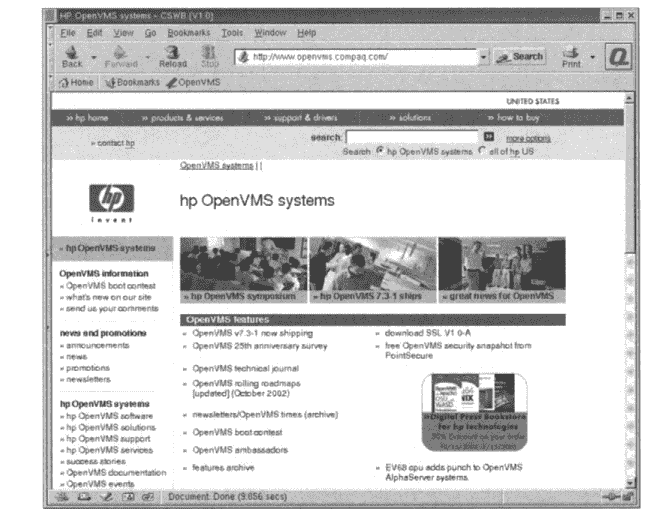 HP OpenVMS systems - CSWB (V1.0)
File Edit View Go Bookmarks Tools Window Help
Back Forward Reload Stop http://www.openvms.compaq.com/ Search Print
Home Bookmarks OpenVMS
UNITED STATES
» hp home » products & services » support & drivers » solutions » how to buy
» contact hp
search: » more options
Search: hp OpenVMS systems all of hp US
OpenVMS systems | |
hp
invent
hp OpenVMS systems
» hp OpenVMS systems
» hp OpenVMS symposium » hp OpenVMS 7.3-1 ships » great news for OpenVMS
OpenVMS information
» OpenVMS boot contest
» what's new on our site
» send us your comments
news and promotions
» announcements
» news
» promotions
» newsletters
hp OpenVMS systems
» hp OpenVMS software
» hp OpenVMS solutions
» hp OpenVMS support
» hp OpenVMS services
» success stories
» OpenVMS documentation
» OpenVMS events
OpenVMS features
» OpenVMS v7.3-1 now shipping
» OpenVMS 25th anniversary survey
» OpenVMS technical journal
» OpenVMS rolling roadmaps
[updated] (October 2002)
» newsletters/OpenVMS times (archive)
» OpenVMS boot contest
» OpenVMS ambassadors
» features archive
» download SSL V1.0-A
» free OpenVMS security snapshot from
PointSecure
» Digital Press Bookstore
for hp technologies
» EV68 cpu adds punch to OpenVMS
AlphaServer systems.
Document: Done (9.656 secs)